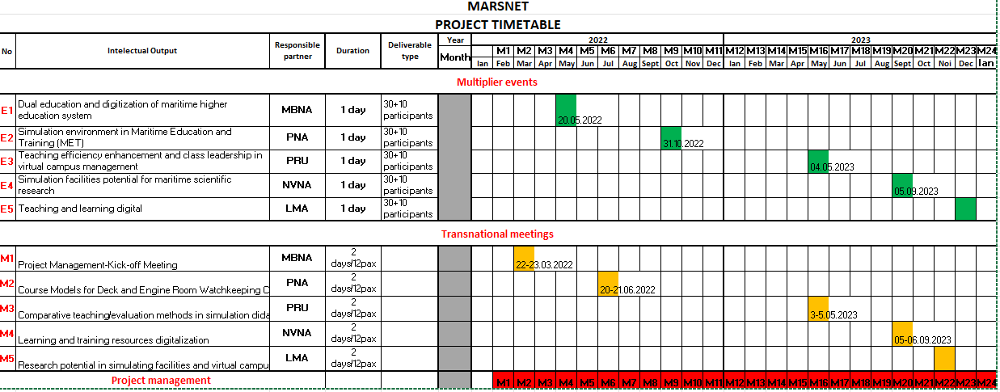 MARSNET
PROJECT TIMETABLE
No Intelectual Output Responsible partner Duration Deliverable type Year 2022 2023
Month M1 M2 M3 M4 M5 M6 M7 M8 M9 M10 M11 M12 M13 M14 M15 M16 M17 M18 M19 M20 M21 M22 M23 M24
Ian Feb Mar Apr May Jun Jul Aug Sept Oct Nov Dec Ian Feb Mar Apr May Jun Jul Aug Sept Oct Noi Dec Ian
Multiplier events
E1 Dual education and digitization of maritime higher education system MBNA 1 day 30+10 participants 20.05.2022
E2 Simulation environment in Maritime Education and Training (MET) PNA 1 day 30+10 participants 31.10.2022
E3 Teaching efficiency enhancement and class leadership in virtual campus management PRU 1 day 30+10 participants 04.05.2023
E4 Simulation facilities potential for maritime scientific research NVNA 1 day 30+10 participants 05.09.2023
E5 Teaching and learning digital LMA 1 day 30+10 participants
Transnational meetings
M1 Project Management-Kick-off Meeting MBNA 2 days/12pax 22-23.03.2022
M2 Course Models for Deck and Engine Room Watchkeeping C PNA 2 days/12pax 20-21.06.2022
M3 Comparative teaching/evaluation methods in simulation dida PRU 2 days/12pax 3-5.05.2023
M4 Learning and training resources digitalization NVNA 2 days/12pax 05-06.09.2023
M5 Research potential in simulating facilities and virtual campu LMA 2 days/12pax
Project management M1 M2 M3 M4 M5 M6 M7 M8 M9 M10 M11 M12 M13 M14 M15 M16 M17 M18 M19 M20 M21 M22 M23 M24